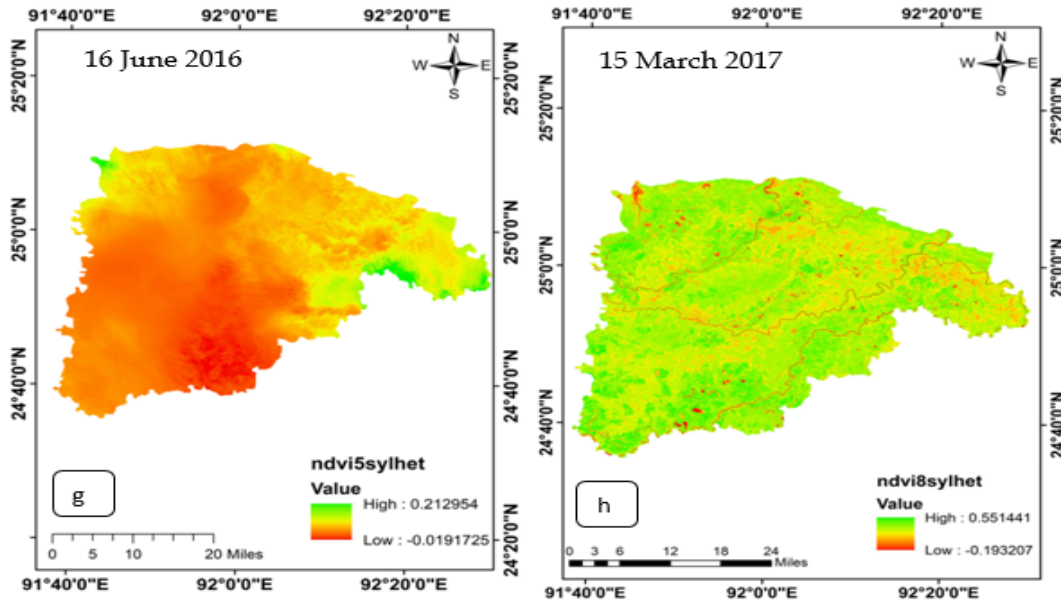 91°40'0"E 92°0'0"E 92°20'0"E
16 June 2016
N
W E
S
25°20'0"N 25°20'0"N
25°0'0"N 25°0'0"N
24°40'0"N 24°40'0"N
24°20'0"N
g
ndvi5sylhet
Value
High : 0.212954
Low : -0.0191725
0 5 10 20 Miles
91°40'0"E 92°0'0"E 92°20'0"E
91°40'0"E 92°0'0"E 92°20'0"E
15 March 2017
N
W E
S
25°20'0"N 25°20'0"N
25°0'0"N 25°0'0"N
24°40'0"N 24°40'0"N
h
ndvi8sylhet
Value
High : 0.551441
Low : -0.193207
0 3 6 12 18 24 Miles
91°40'0"E 92°0'0"E 92°20'0"E